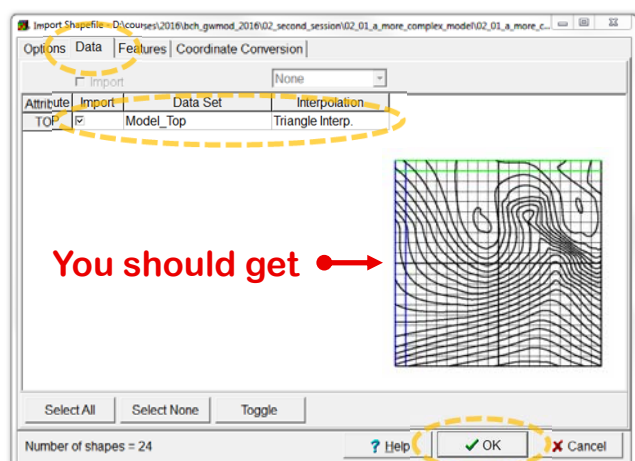 Import Shapefile - D:\courses\2016\bch_gwmod_2016\02_second_session\02_01_a_more_complex_model\02_01_a_more_c...
Options Data Features Coordinate Conversion
Import None
Attribute Import Data Set Interpolation
TOP Model_Top Triangle Interp.
You should get
Select All Select None Toggle
Number of shapes = 24 ? Help OK Cancel